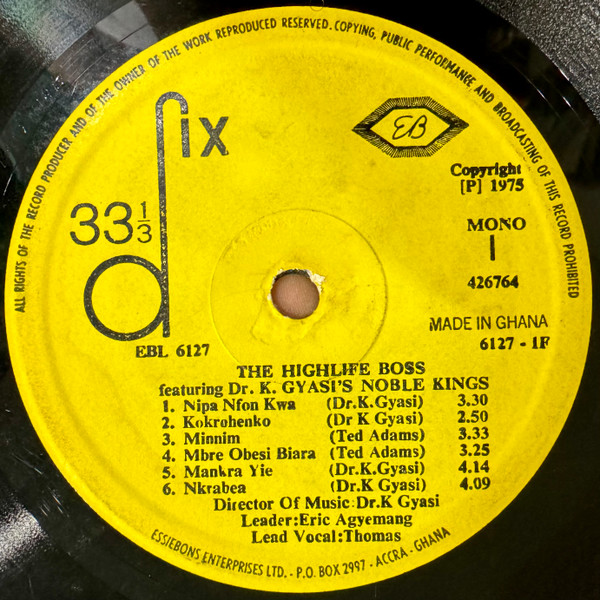 ALL RIGHTS OF THE RECORD PRODUCER AND OF THE OWNER OF THE WORK REPRODUCED RESERVED. COPYING, PUBLIC PERFORMANCE AND BROADCASTING OF THIS RECORD PROHIBITED
dix
EB
33 1/3
Copyright
[P] 1975
MONO
1
426764
MADE IN GHANA
EBL 6127
6127 - 1F
THE HIGHLIFE BOSS
featuring Dr. K. GYASI'S NOBLE KINGS
1. Nipa Nfon Kwa (Dr.K.Gyasi) 3.30
2. Kokrohenko (Dr K Gyasi) 2.50
3. Minnim (Ted Adams) 3.33
4. Mbre Obesi Biara (Ted Adams) 3.25
5. Mankra Yie (Dr.K.Gyasi) 4.14
6. Nkrabea (Dr.K Gyasi) 4.09
Director Of Music:Dr.K Gyasi
Leader:Eric Agyemang
Lead Vocal:Thomas
ESSIEBONS ENTERPRISES LTD. - P.O. BOX 2997 - ACCRA - GHANA